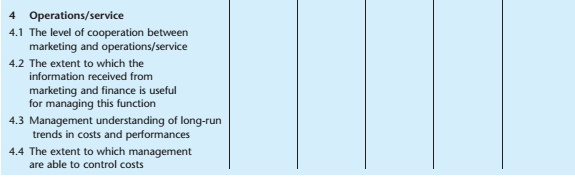 4 Operations/service
4.1 The level of cooperation between
marketing and operations/service
4.2 The extent to which the
information received from
marketing and finance is useful
for managing this function
4.3 Management understanding of long-run
trends in costs and performances
4.4 The extent to which management
are able to control costs